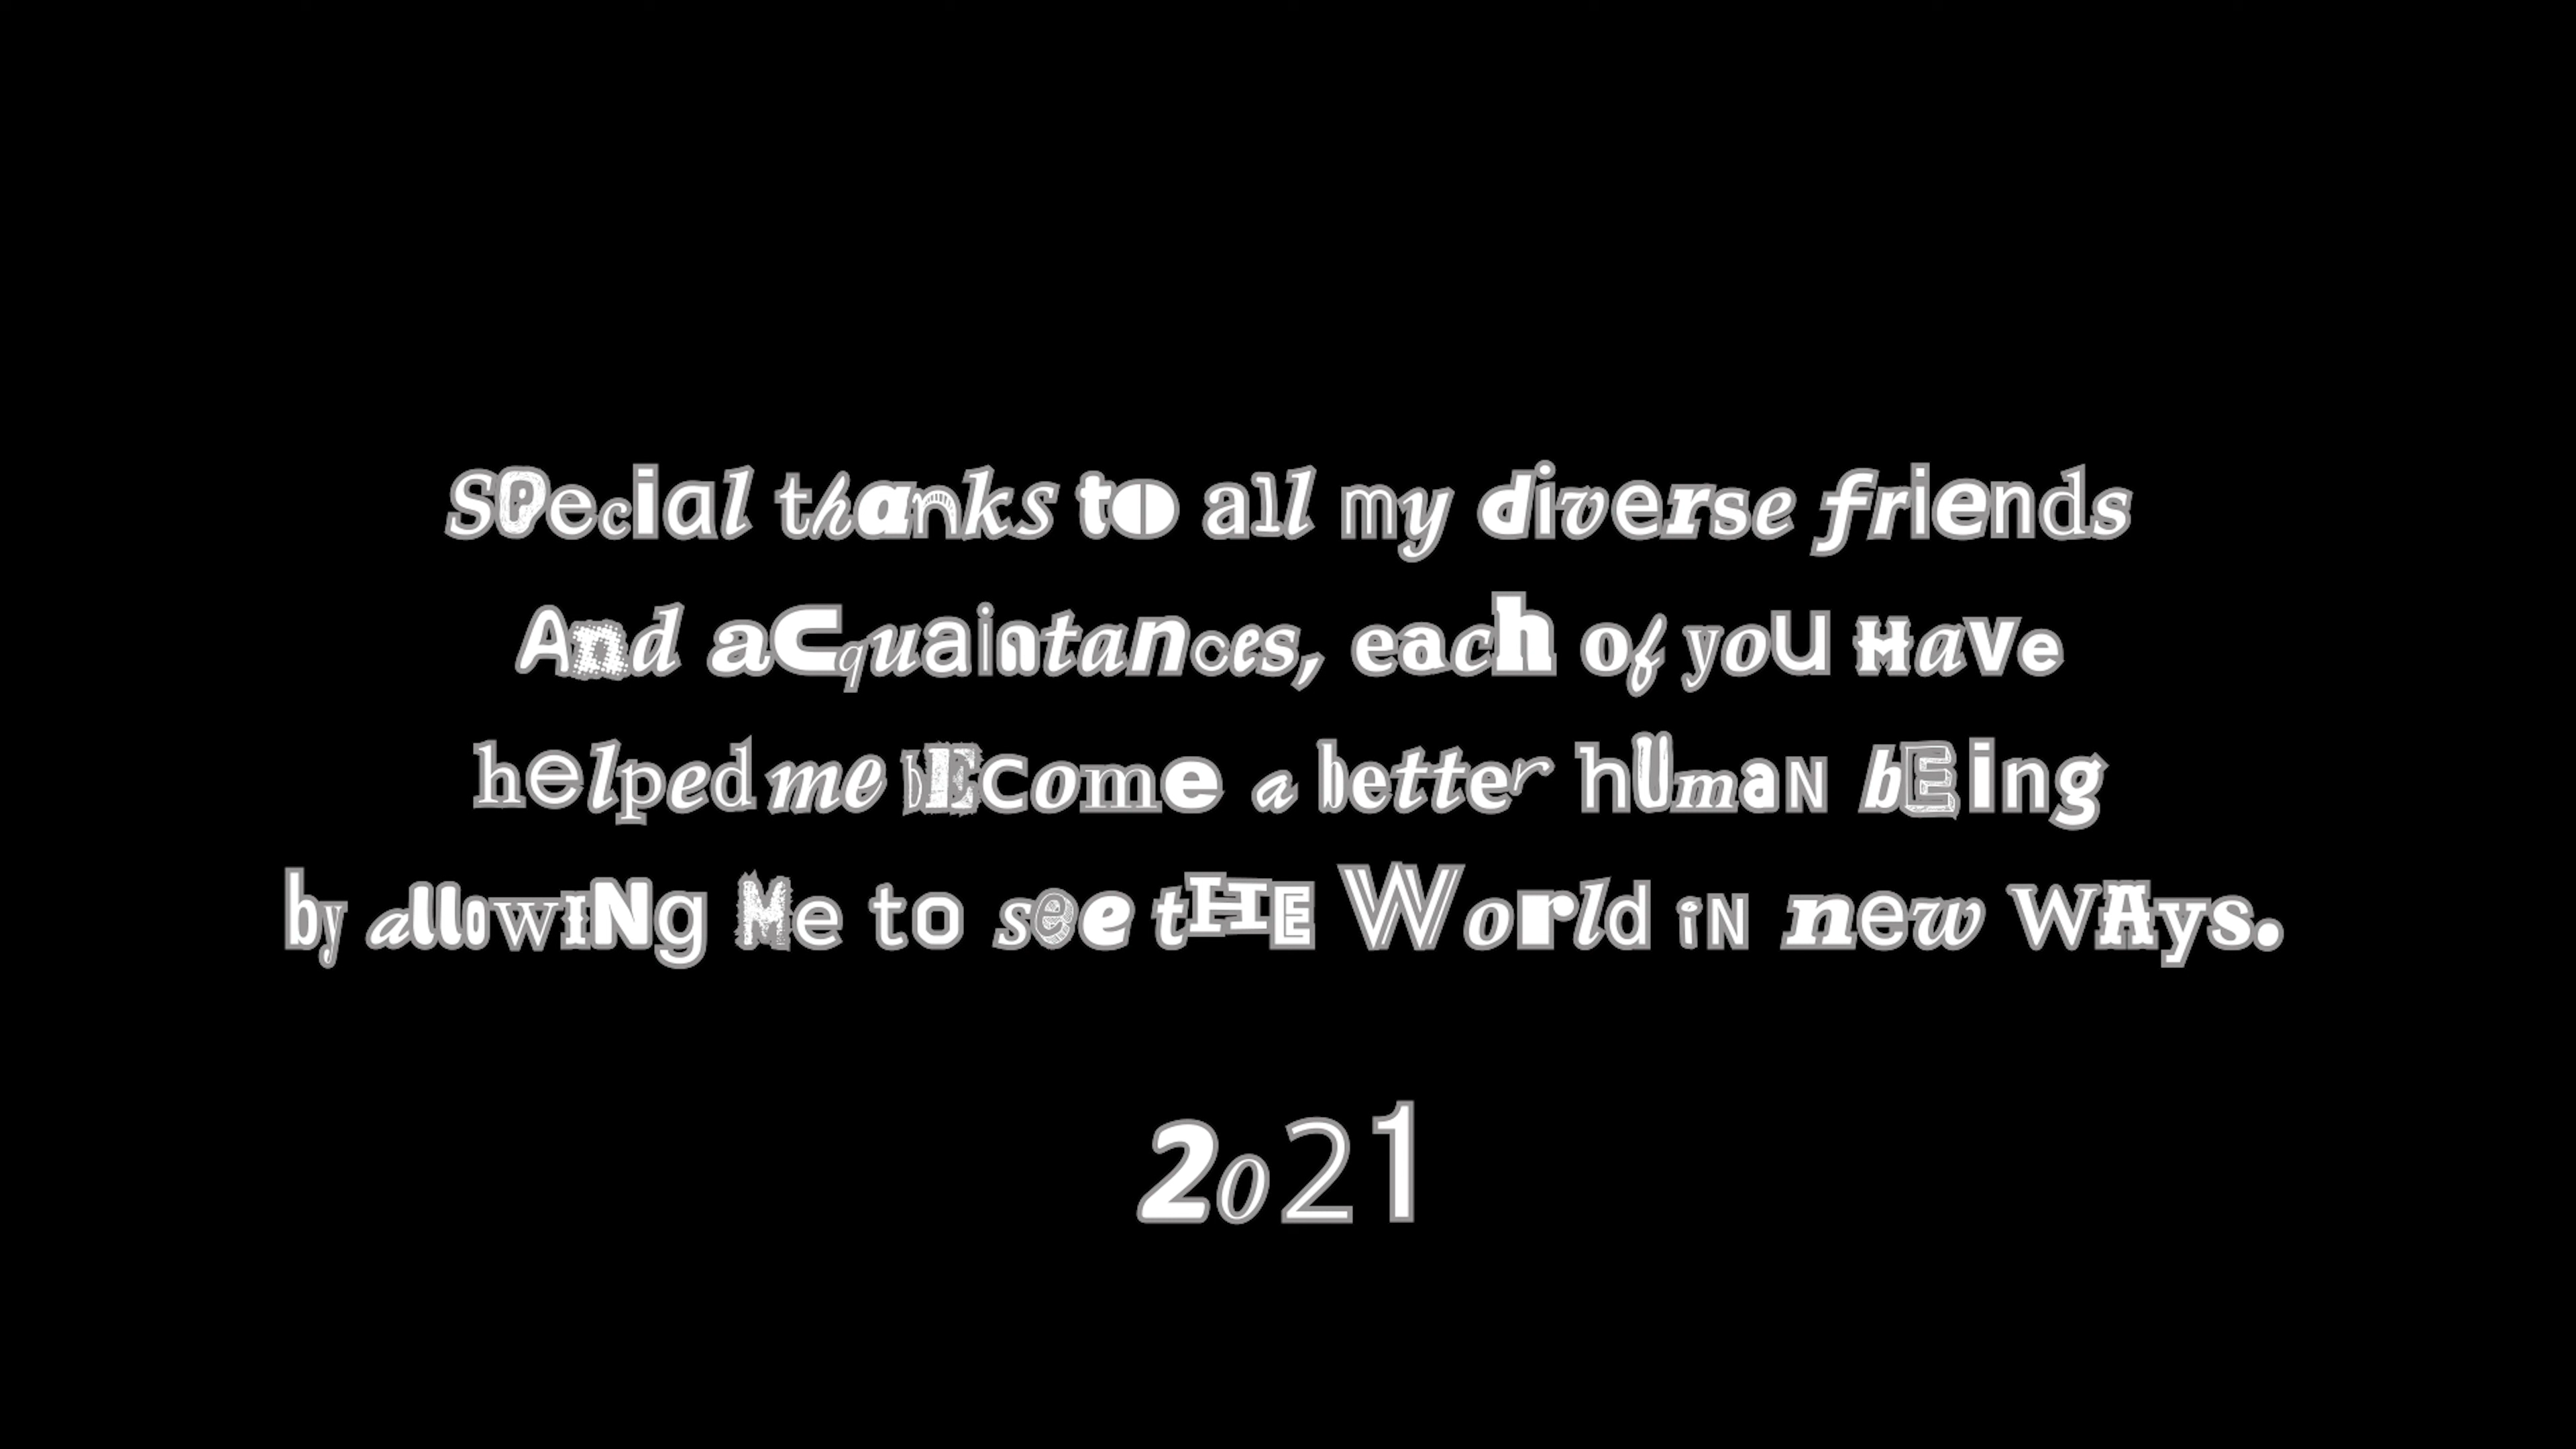 SPecial thanks to all my diverse friends
And aCquaintances, each of yoU HaVe
helped me bEcome a better hUmaN bEing
by allowINg Me to see tHE World iN new WAys.
2021